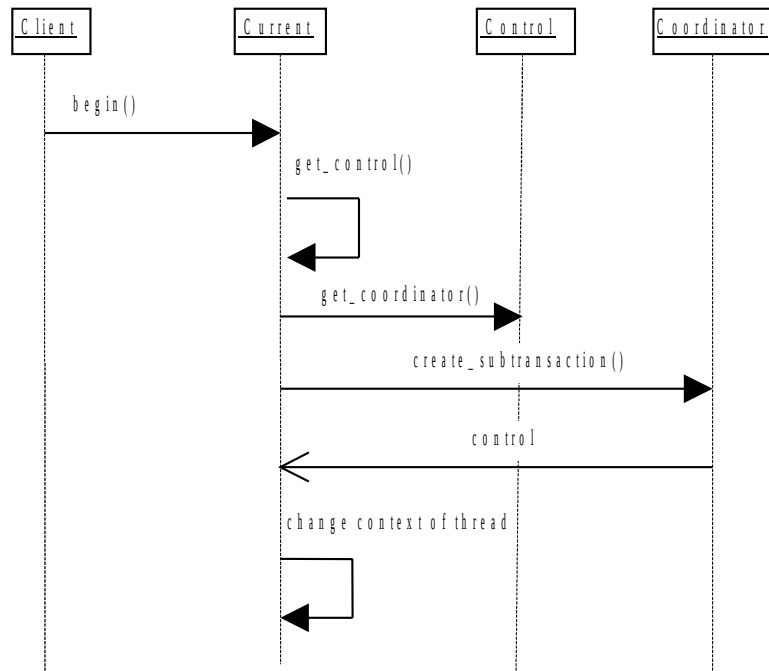 Client
Current
Control
Coordinator
begin()
get_control()
get_coordinator()
create_subtransaction()
control
change context of thread